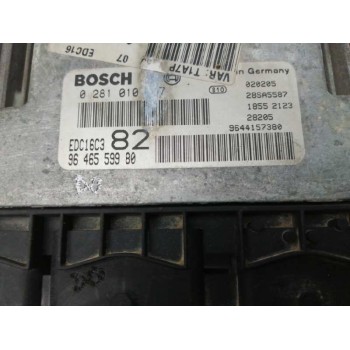 07 EDC16
VAR: T1A7P
BOSCH
in Germany
0 281 010
020205
28SA5587
1855 2123
EDC16C3 82
28205
96 465 599 80
9644157380